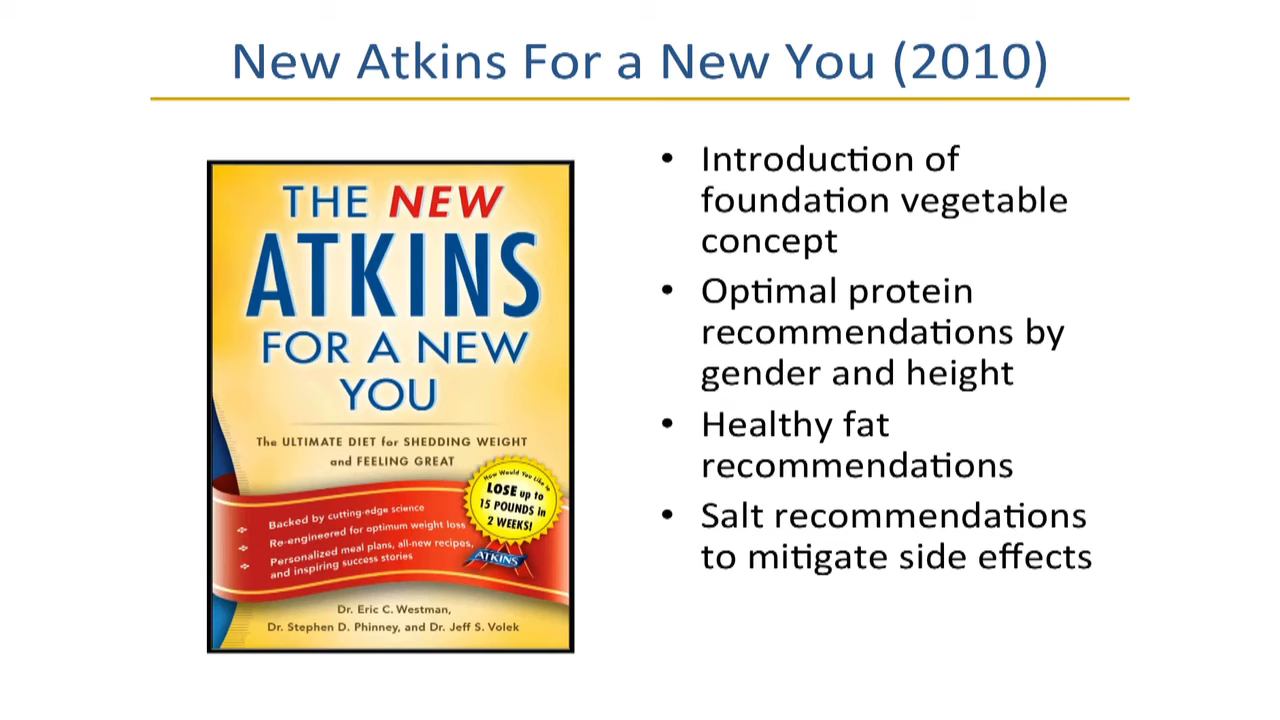 New Atkins For a New You (2010)
THE NEW
ATKINS
FOR A NEW
YOU
The ULTIMATE DIET for SHEDDING WEIGHT
and FEELING GREAT
How Would You Like to
LOSE up to
15 POUNDS in
2 WEEKS!
ATKINS
Backed by cutting-edge science
Re-engineered for optimum weight loss
Personalized meal plans, all-new recipes,
and inspiring success stories
Dr. Eric C. Westman,
Dr. Stephen D. Phinney, and Dr. Jeff S. Volek
• Introduction of
foundation vegetable
concept
• Optimal protein
recommendations by
gender and height
• Healthy fat
recommendations
• Salt recommendations
to mitigate side effects